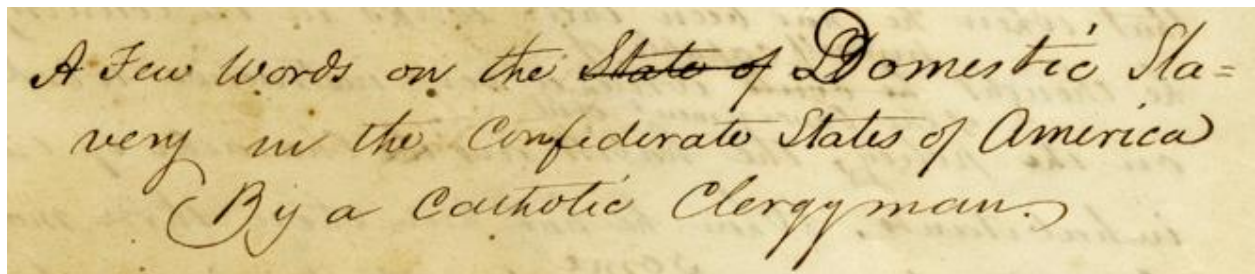 A Few Words on the State of Domestic Sla=
very in the Confederate States of America
(By a Catholic Clergyman.)